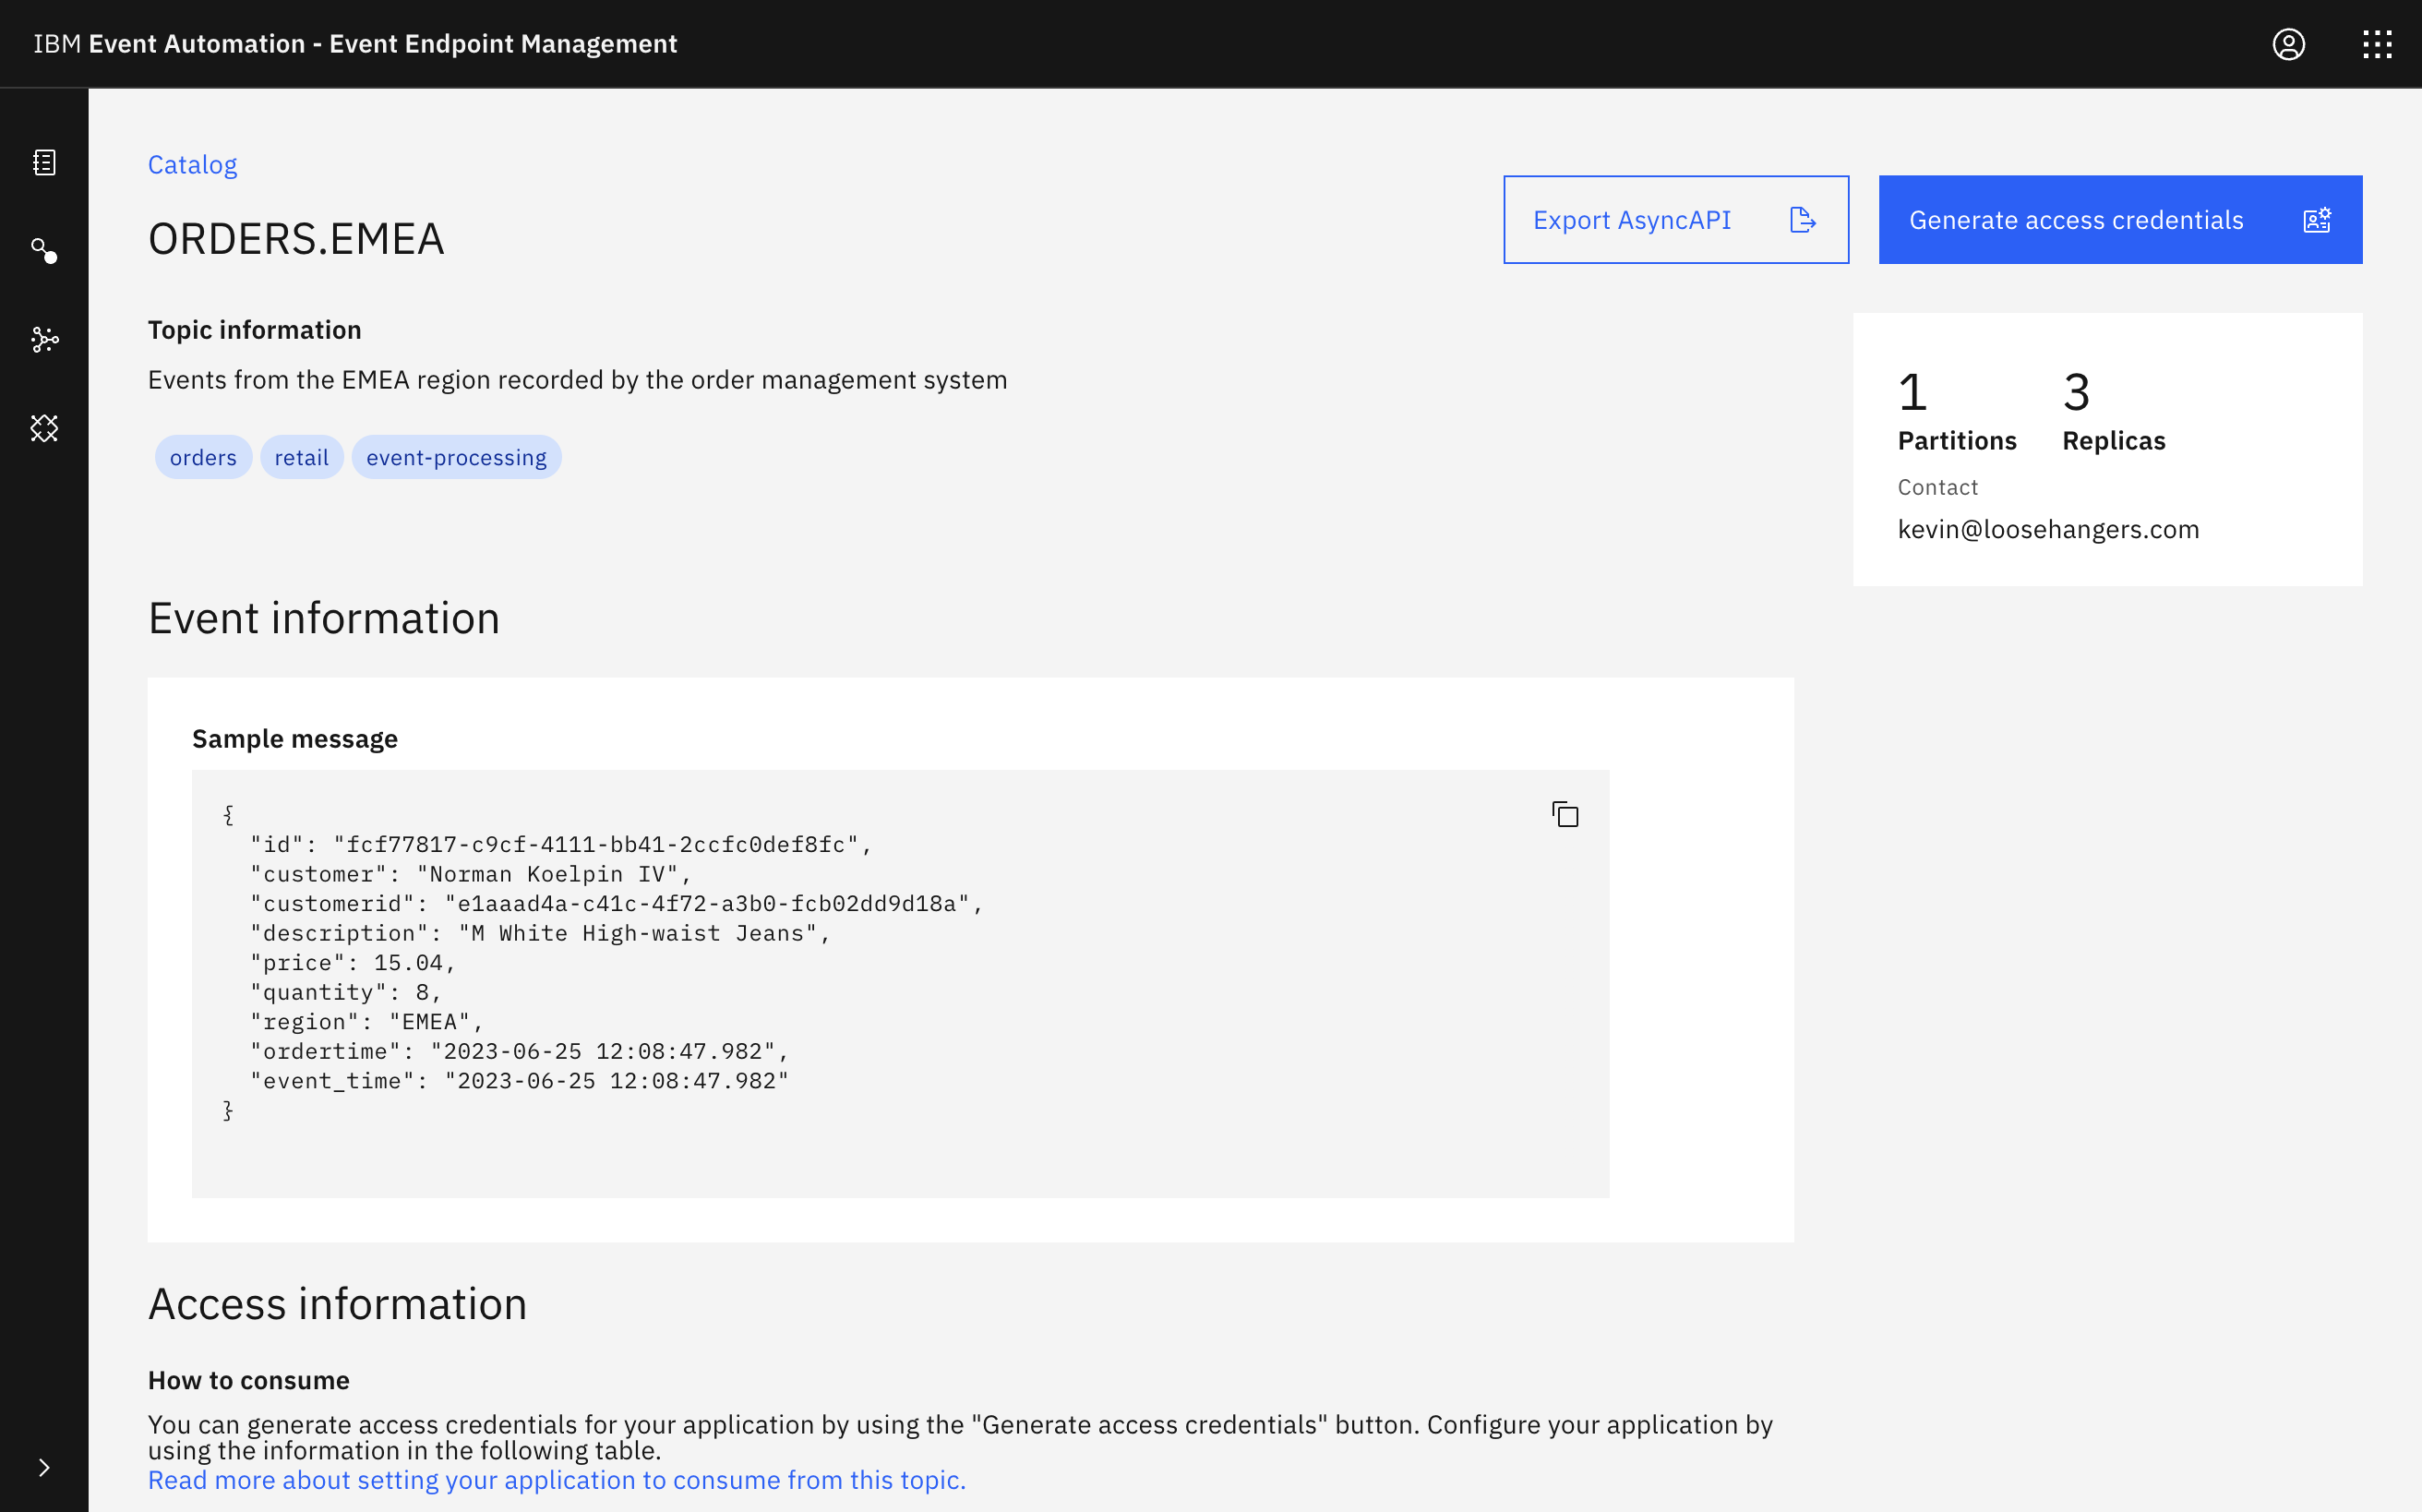 IBM Event Automation - Event Endpoint Management
Catalog
ORDERS.EMEA
Export AsyncAPI
Generate access credentials
Topic information
Events from the EMEA region recorded by the order management system
orders retail event-processing
1 3
Partitions Replicas
Contact
kevin@loosehangers.com
Event information
Sample message
{
"id": "fcf77817-c9cf-4111-bb41-2ccfc0def8fc",
"customer": "Norman Koelpin IV",
"customerid": "e1aaad4a-c41c-4f72-a3b0-fcb02dd9d18a",
"description": "M White High-waist Jeans",
"price": 15.04,
"quantity": 8,
"region": "EMEA",
"ordertime": "2023-06-25 12:08:47.982",
"event_time": "2023-06-25 12:08:47.982"
}
Access information
How to consume
You can generate access credentials for your application by using the "Generate access credentials" button. Configure your application by
using the information in the following table.
Read more about setting your application to consume from this topic.